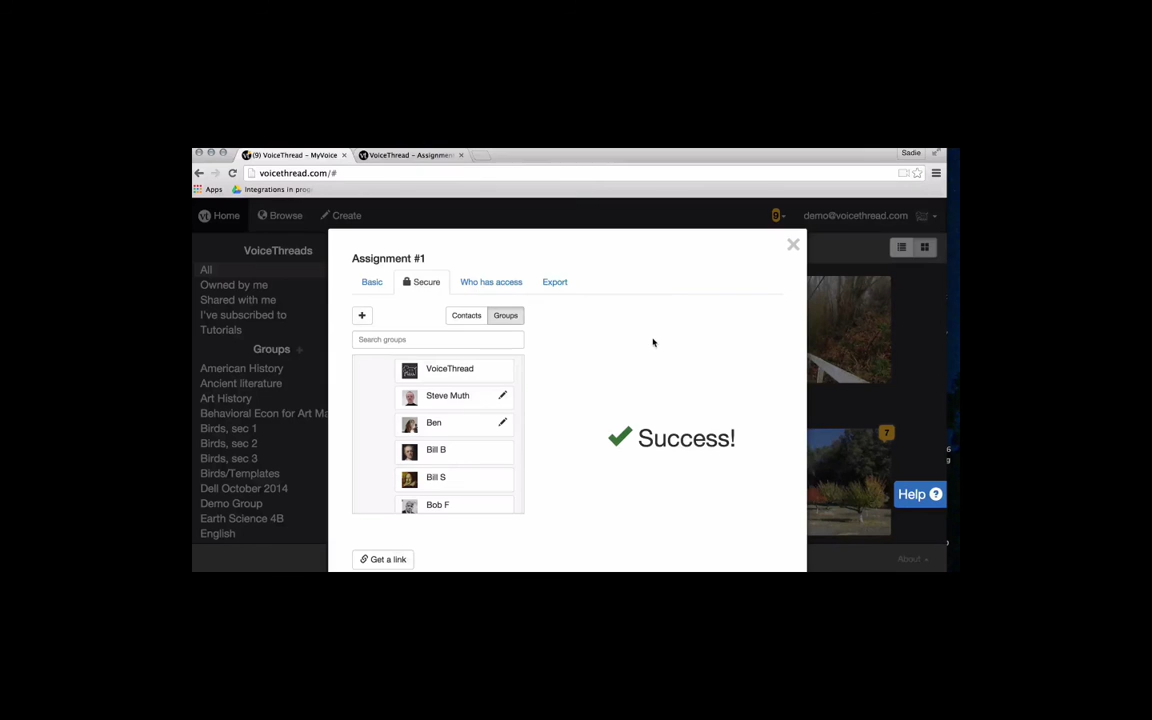 (9) VoiceThread – MyVoice
VoiceThread – Assignmen
Sadie
voicethread.com/#
Apps
Integrations in prog
Home
Browse
Create
demo@voicethread.com
VoiceThreads
All
Owned by me
Shared with me
I've subscribed to
Tutorials
Groups +
American History
Ancient literature
Art History
Behavioral Econ for Art Ma
Birds, sec 1
Birds, sec 2
Birds, sec 3
Birds/Templates
Dell October 2014
Demo Group
Earth Science 4B
English
Assignment #1
Basic
Secure
Who has access
Export
+
Contacts
Groups
Search groups
VoiceThread
Steve Muth
Ben
Bill B
Bill S
Bob F
Success!
Get a link
7
Help ?
About